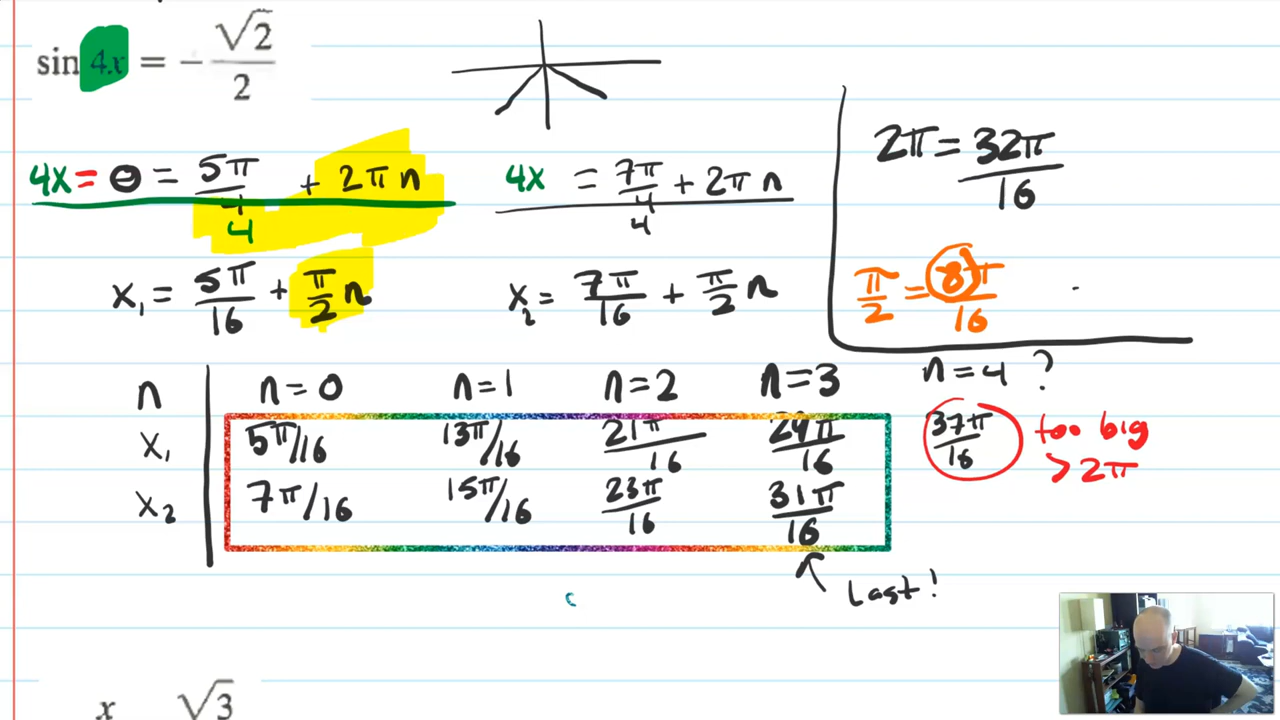 sin 4x = - √2/2
4x = θ = 5π/4 + 2πn
4
4x = 7π/4 + 2πn
4
x₁ = 5π/16 + π/2 n
x₂ = 7π/16 + π/2 n
2π = 32π/16
π/2 = 8π/16
n n=0 n=1 n=2 n=3 n=4 ?
x₁ 5π/16 13π/16 21π/16 29π/16 37π/16 too big
> 2π
x₂ 7π/16 15π/16 23π/16 31π/16
Last!
x √3